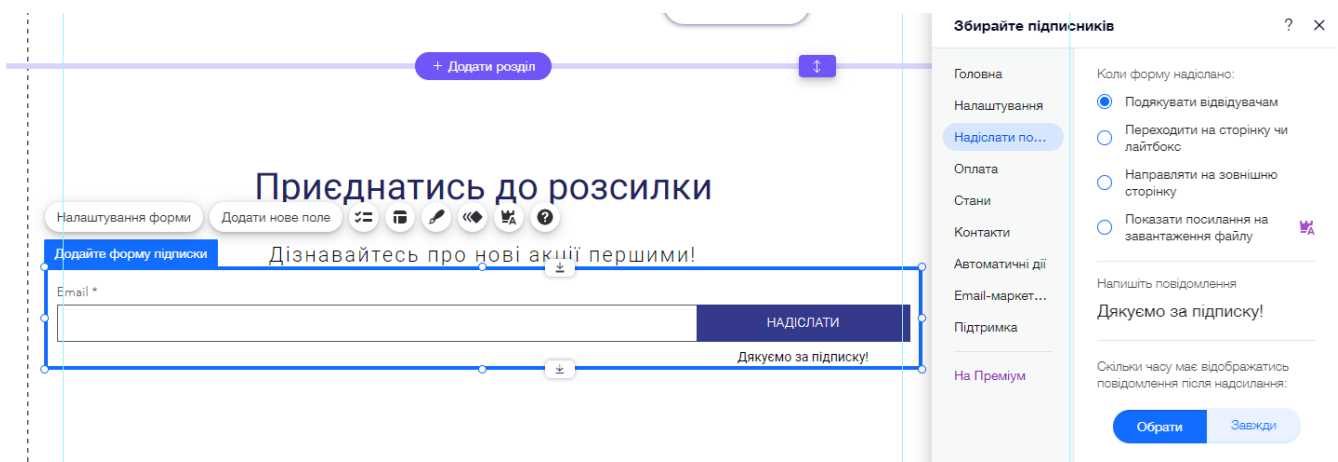 + Додати розділ
Приєднатись до розсилки
Налаштування форми
Додати нове поле
Додайте форму підписки
Дізнавайтесь про нові акції першими!
Email *
НАДІСЛАТИ
Дякуємо за підписку!
Збирайте підписників
Головна
Налаштування
Надіслати по...
Оплата
Стани
Контакти
Автоматичні дії
Email-маркет...
Підтримка
На Преміум
Коли форму надіслано:
Подякувати відвідувачам
Переходити на сторінку чи
лайтбокс
Направляти на зовнішню
сторінку
Показати посилання на
завантаження файлу
Напишіть повідомлення
Дякуємо за підписку!
Скільки часу має відображатись
повідомлення після надсилання:
Обрати
Завжди